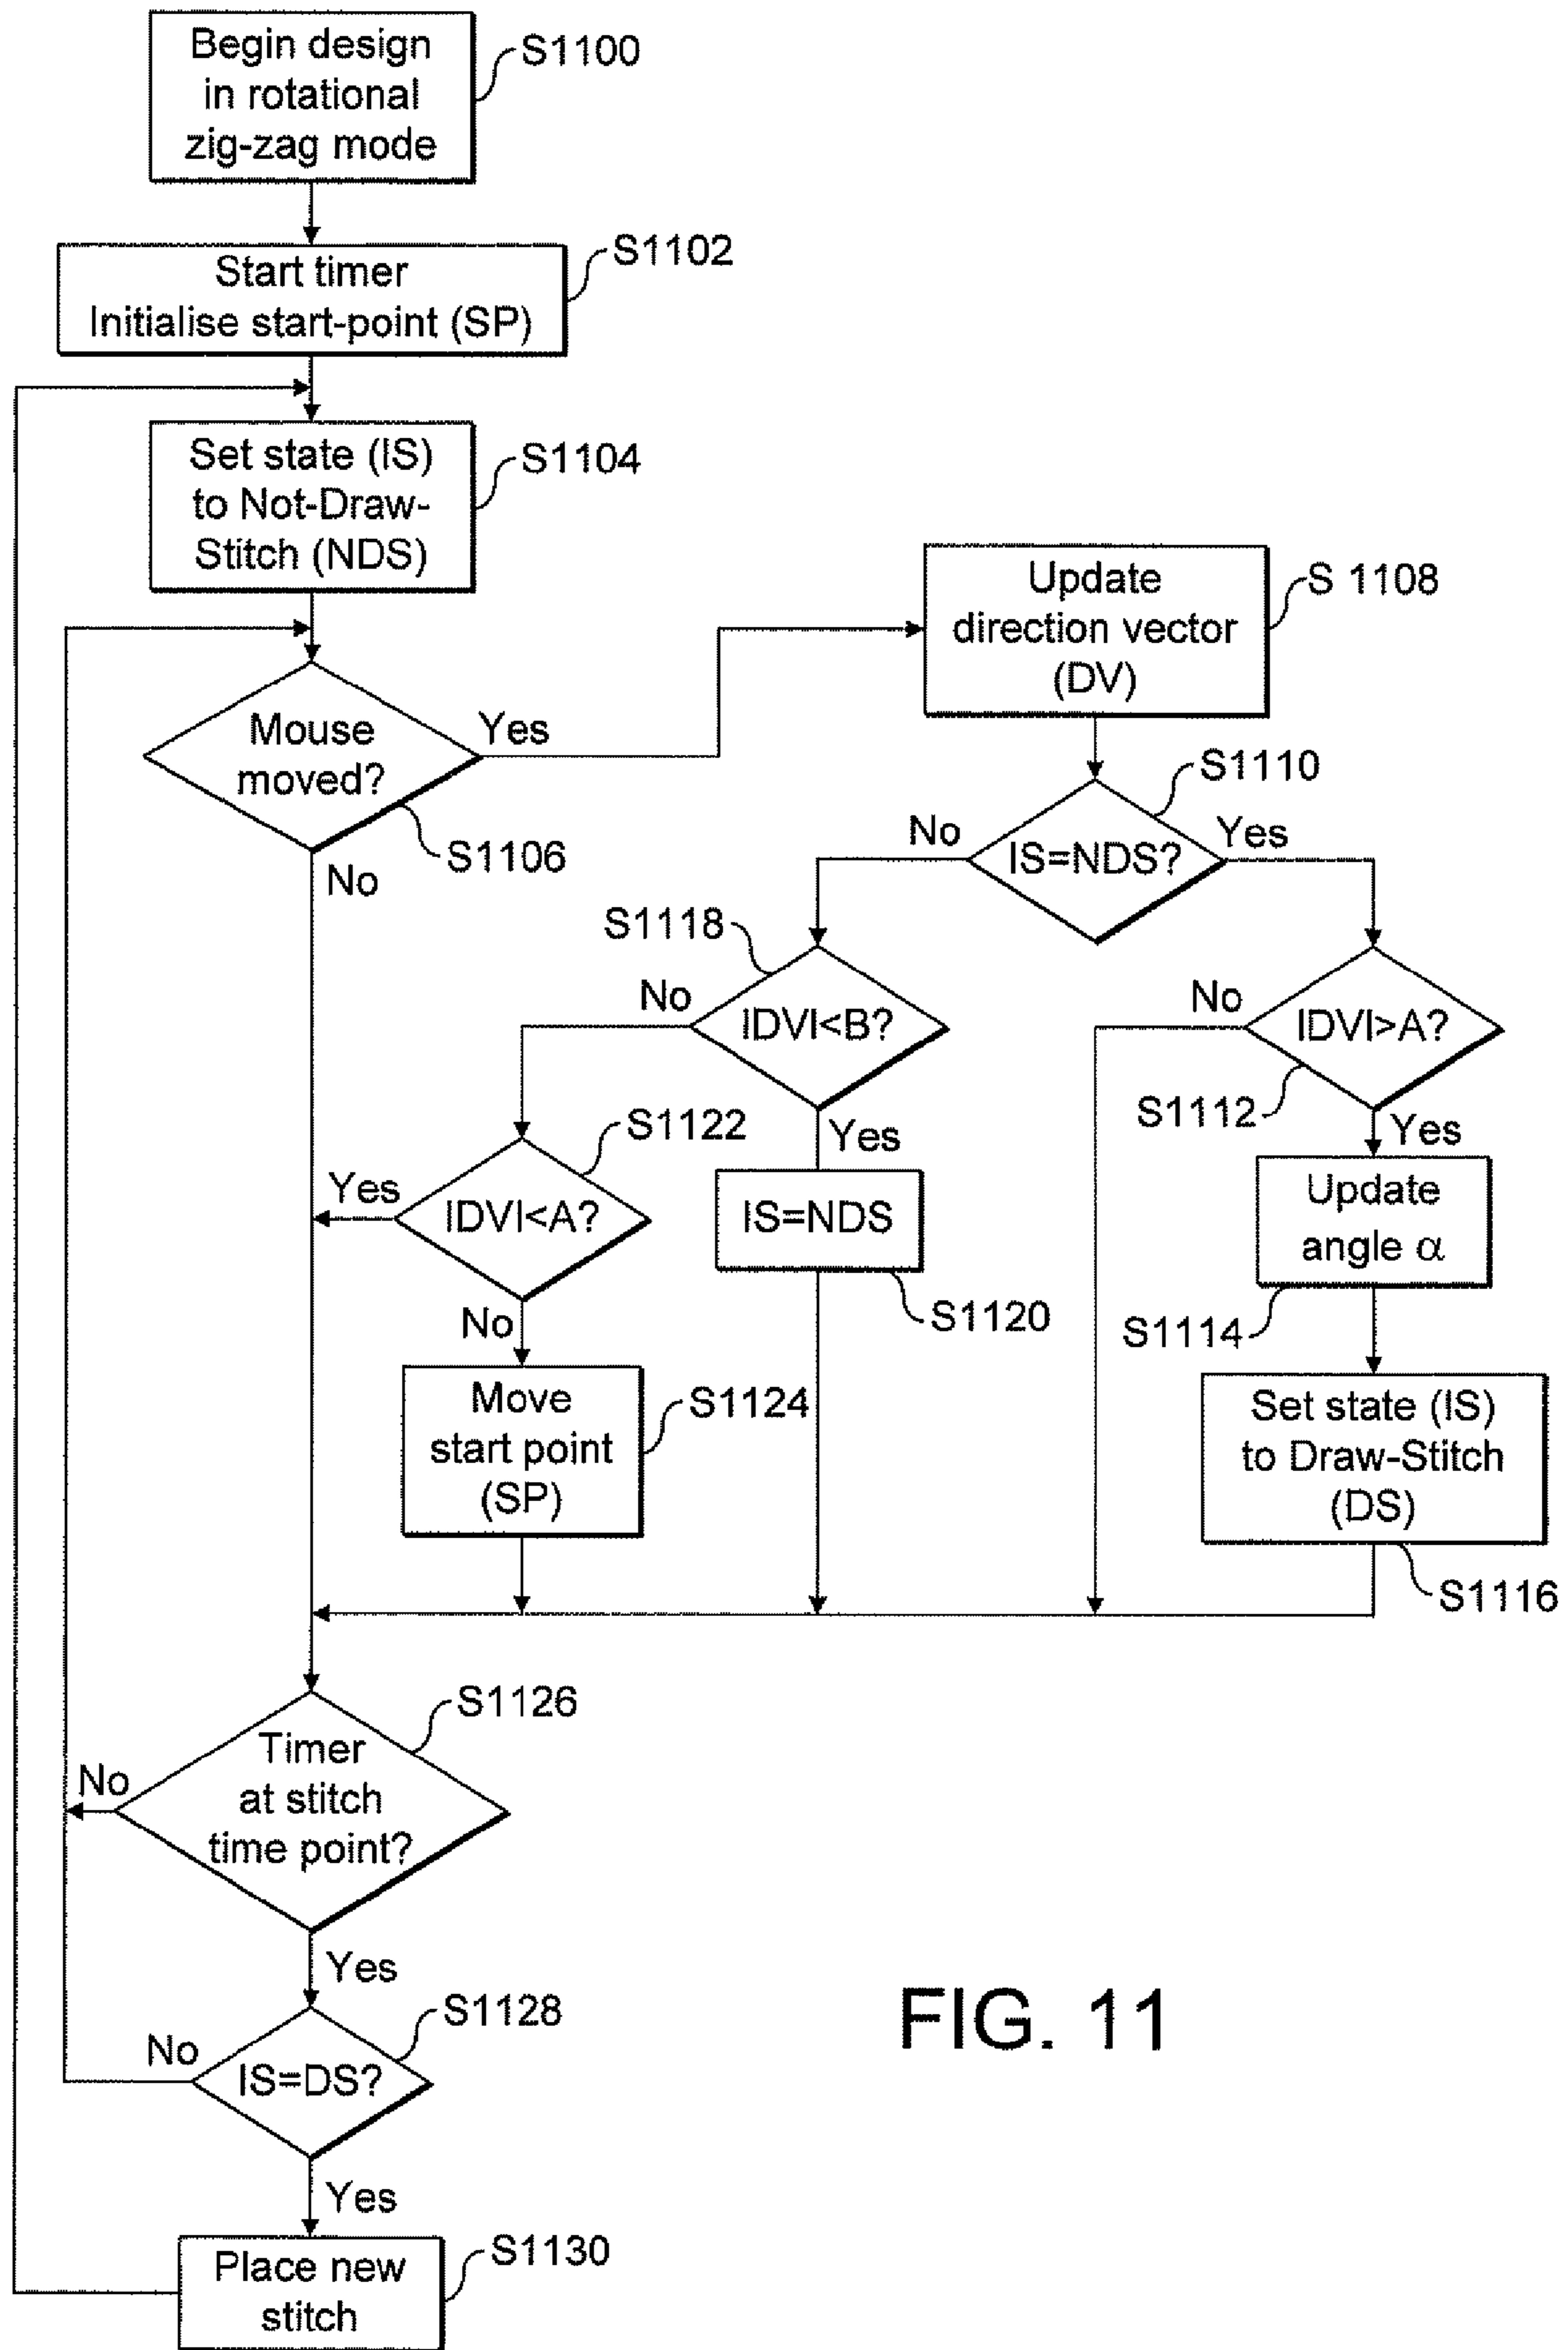 Begin design
in rotational
zig-zag mode
S1100
Start timer
Initialise start-point (SP)
S1102
Set state (IS)
to Not-Draw-
Stitch (NDS)
S1104
Mouse
moved?
Yes
No
S1106
Update
direction vector
(DV)
S 1108
IS=NDS?
S1110
No
Yes
S1118
|DV|<B?
No
Yes
|DV|>A?
No
S1112
Yes
S1122
|DV|<A?
Yes
No
IS=NDS
S1120
Update
angle α
S1114
Move
start point
(SP)
S1124
Set state (IS)
to Draw-Stitch
(DS)
S1116
Timer
at stitch
time point?
S1126
No
Yes
IS=DS?
S1128
No
Yes
Place new
stitch
S1130
FIG. 11